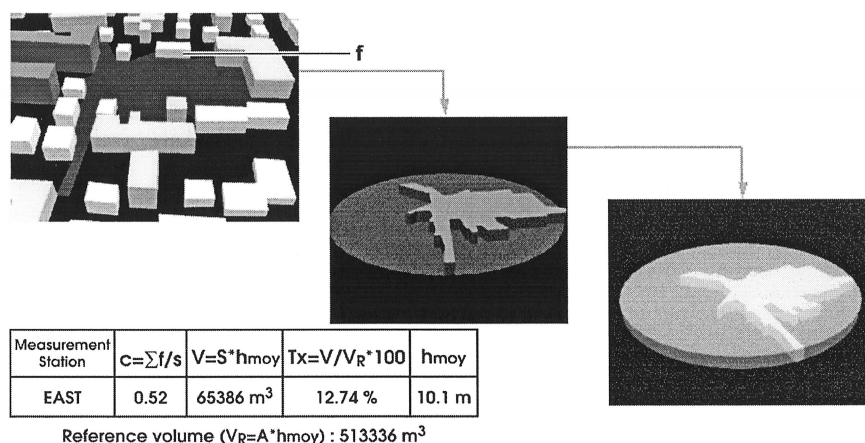 f
Measurement Station c=∑f/s V=S*hmoy Tx=V/VR*100 hmoy
EAST 0.52 65386 m³ 12.74 % 10.1 m
Reference volume (VR=A*hmoy) : 513336 m³